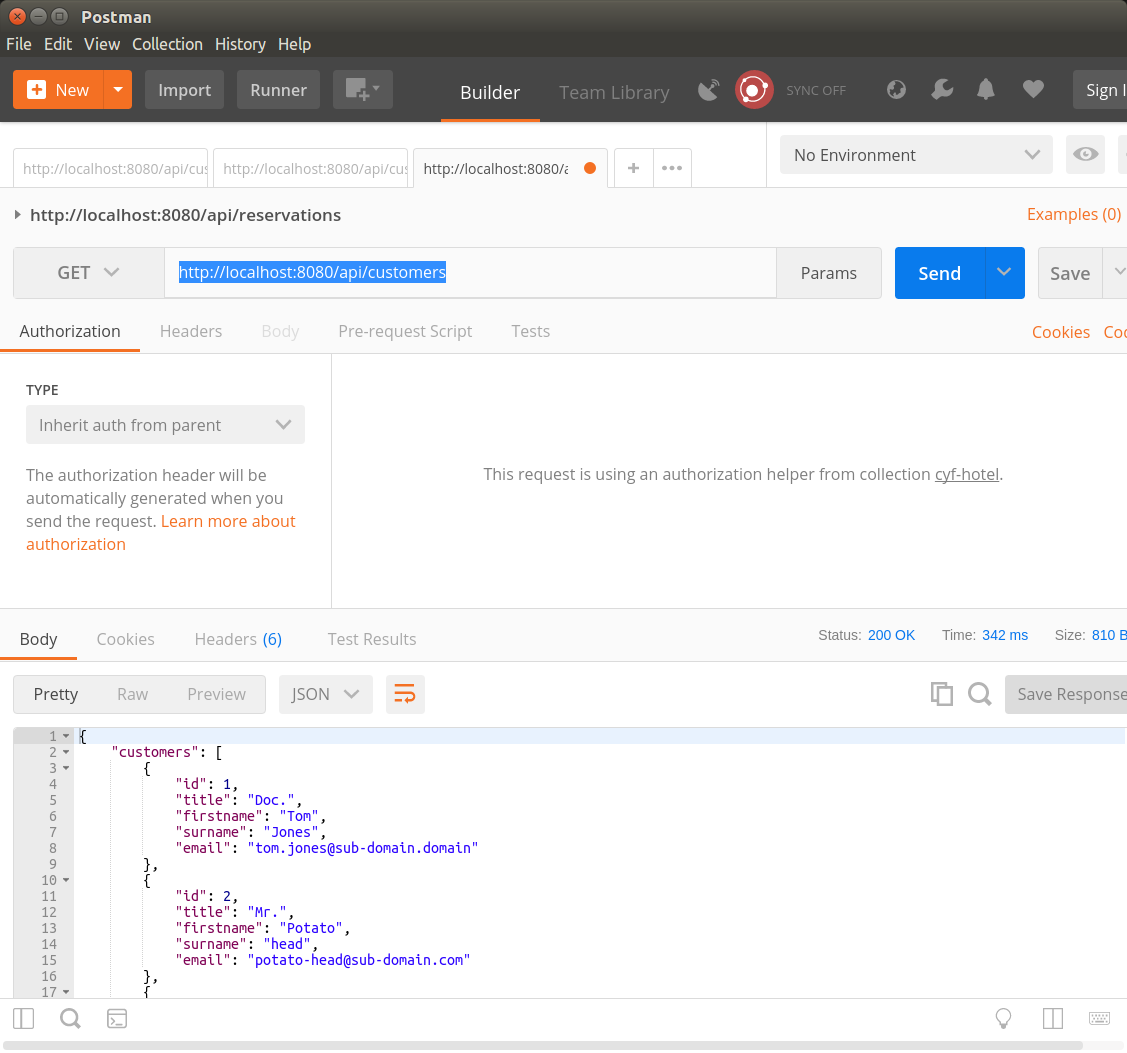 Postman
File Edit View Collection History Help
New Import Runner Builder Team Library SYNC OFF Sign I
http://localhost:8080/api/cus http://localhost:8080/api/cus http://localhost:8080/a + ••• No Environment
http://localhost:8080/api/reservations Examples (0)
GET http://localhost:8080/api/customers Params Send Save
Authorization Headers Body Pre-request Script Tests Cookies Coo
TYPE
Inherit auth from parent
The authorization header will be
automatically generated when you
send the request. Learn more about
authorization
This request is using an authorization helper from collection cyf-hotel.
Body Cookies Headers (6) Test Results Status: 200 OK Time: 342 ms Size: 810 B
Pretty Raw Preview JSON Save Response
1 {
2 "customers": [
3 {
4 "id": 1,
5 "title": "Doc.",
6 "firstname": "Tom",
7 "surname": "Jones",
8 "email": "tom.jones@sub-domain.domain"
9 },
10 {
11 "id": 2,
12 "title": "Mr.",
13 "firstname": "Potato",
14 "surname": "head",
15 "email": "potato-head@sub-domain.com"
16 },
17 {